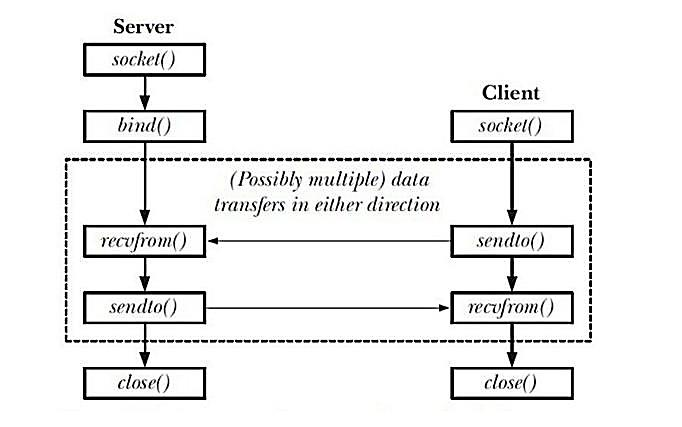 Server
socket()
bind()
Client
socket()
(Possibly multiple) data
transfers in either direction
recvfrom()
sendto()
sendto()
recvfrom()
close()
close()